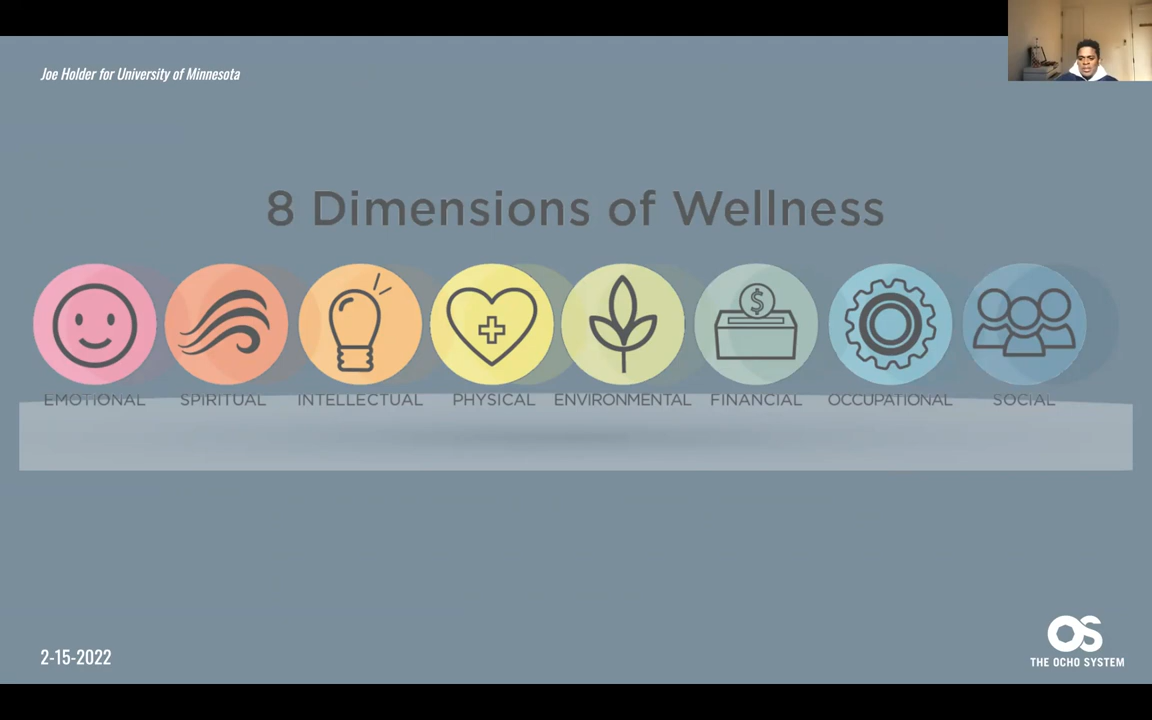 Joe Holder for University of Minnesota
8 Dimensions of Wellness
$
EMOTIONAL SPIRITUAL INTELLECTUAL PHYSICAL ENVIRONMENTAL FINANCIAL OCCUPATIONAL SOCIAL
2-15-2022
OS
THE OCHO SYSTEM